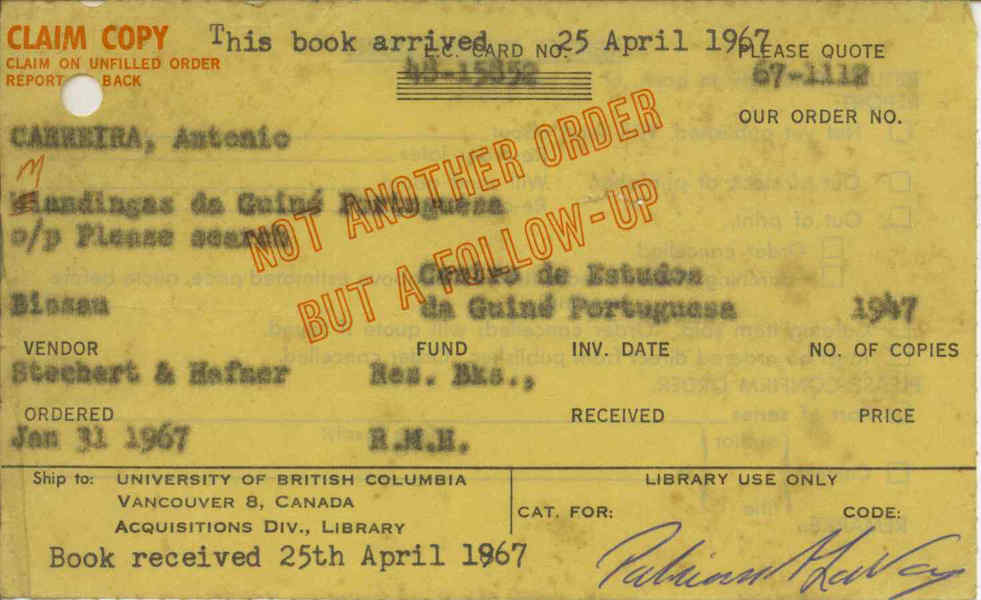 CLAIM COPY
This book arrived 25 April 1967
CLAIM ON UNFILLED ORDER
L.C. CARD NO.
PLEASE QUOTE
REPORT BACK
48-15852
67-1112
OUR ORDER NO.
CARREIRA, Antonio
M
Mandingas da Guiné Portuguesa
o/p Please search
NOT ANOTHER ORDER
BUT A FOLLOW-UP
Centro de Estudos
Bissau da Guiné Portuguesa 1947
VENDOR FUND INV. DATE NO. OF COPIES
Stechert & Hafner Res. Bks.,
ORDERED RECEIVED PRICE
Jan 31 1967 R.M.H.
Ship to: UNIVERSITY OF BRITISH COLUMBIA
LIBRARY USE ONLY
VANCOUVER 8, CANADA
CAT. FOR: CODE:
ACQUISITIONS DIV., LIBRARY
Book received 25th April 1967